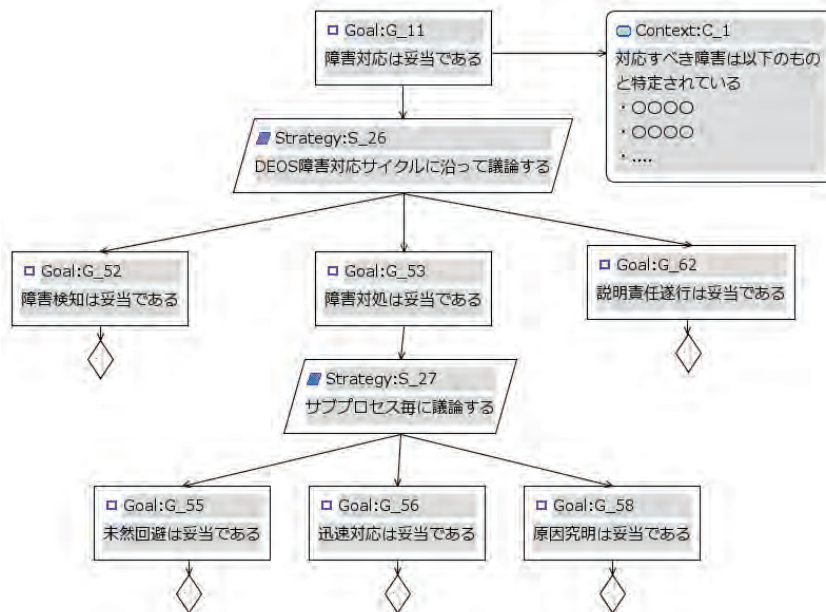 Goal:G_11
障害対応は妥当である
Context:C_1
対応すべき障害は以下のもの
と特定されている
・○○○○
・○○○○
・....
Strategy:S_26
DEOS障害対応サイクルに沿って議論する
Goal:G_52
障害検知は妥当である
Goal:G_53
障害対処は妥当である
Goal:G_62
説明責任遂行は妥当である
Strategy:S_27
サブプロセス毎に議論する
Goal:G_55
未然回避は妥当である
Goal:G_56
迅速対応は妥当である
Goal:G_58
原因究明は妥当である